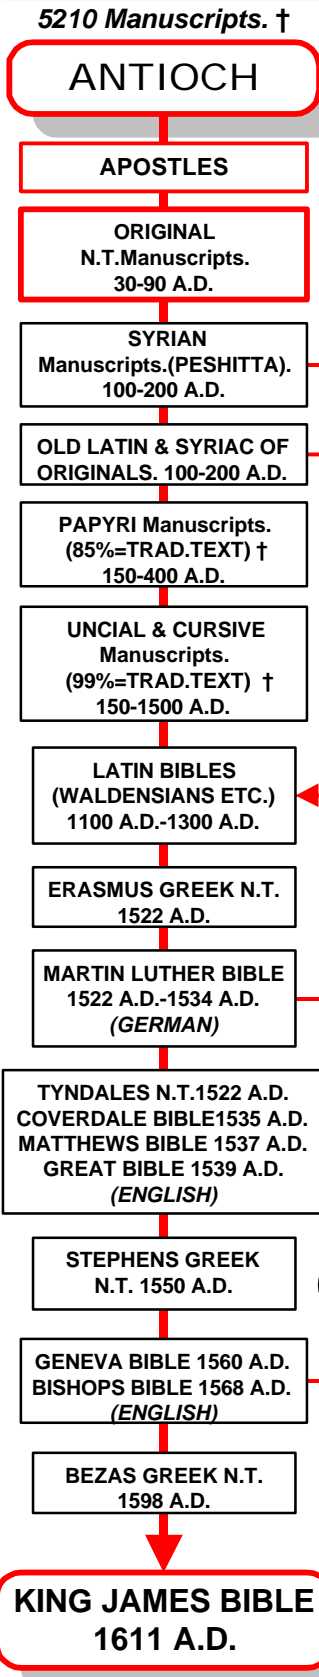 5210 Manuscripts. †
ANTIOCH
APOSTLES
ORIGINAL
N.T.Manuscripts.
30-90 A.D.
SYRIAN
Manuscripts.(PESHITTA).
100-200 A.D.
OLD LATIN & SYRIAC OF
ORIGINALS. 100-200 A.D.
PAPYRI Manuscripts.
(85%=TRAD.TEXT) †
150-400 A.D.
UNCIAL & CURSIVE
Manuscripts.
(99%=TRAD.TEXT) †
150-1500 A.D.
LATIN BIBLES
(WALDENSIANS ETC.)
1100 A.D.-1300 A.D.
ERASMUS GREEK N.T.
1522 A.D.
MARTIN LUTHER BIBLE
1522 A.D.-1534 A.D.
(GERMAN)
TYNDALES N.T.1522 A.D.
COVERDALE BIBLE1535 A.D.
MATTHEWS BIBLE 1537 A.D.
GREAT BIBLE 1539 A.D.
(ENGLISH)
STEPHENS GREEK
N.T. 1550 A.D.
GENEVA BIBLE 1560 A.D.
BISHOPS BIBLE 1568 A.D.
(ENGLISH)
BEZAS GREEK N.T.
1598 A.D.
KING JAMES BIBLE
1611 A.D.